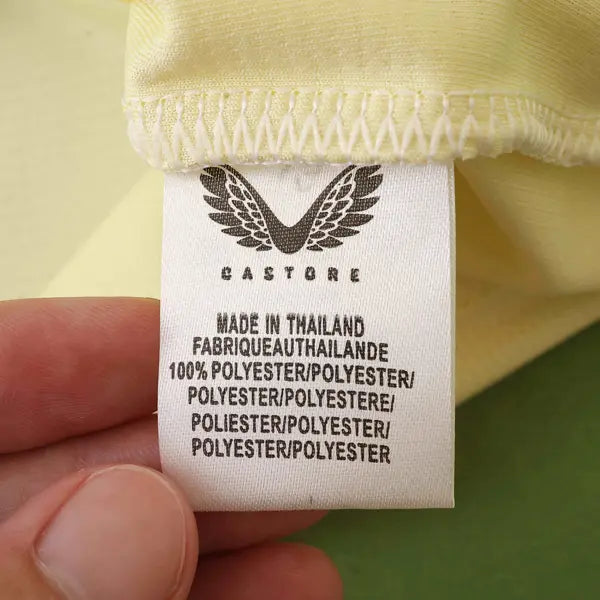 CASTORE
MADE IN THAILAND
FABRIQUEAUTHAILANDE
100% POLYESTER/POLYESTER/
POLYESTER/POLYESTERE/
POLIESTER/POLYESTER/
POLYESTER/POLYESTER